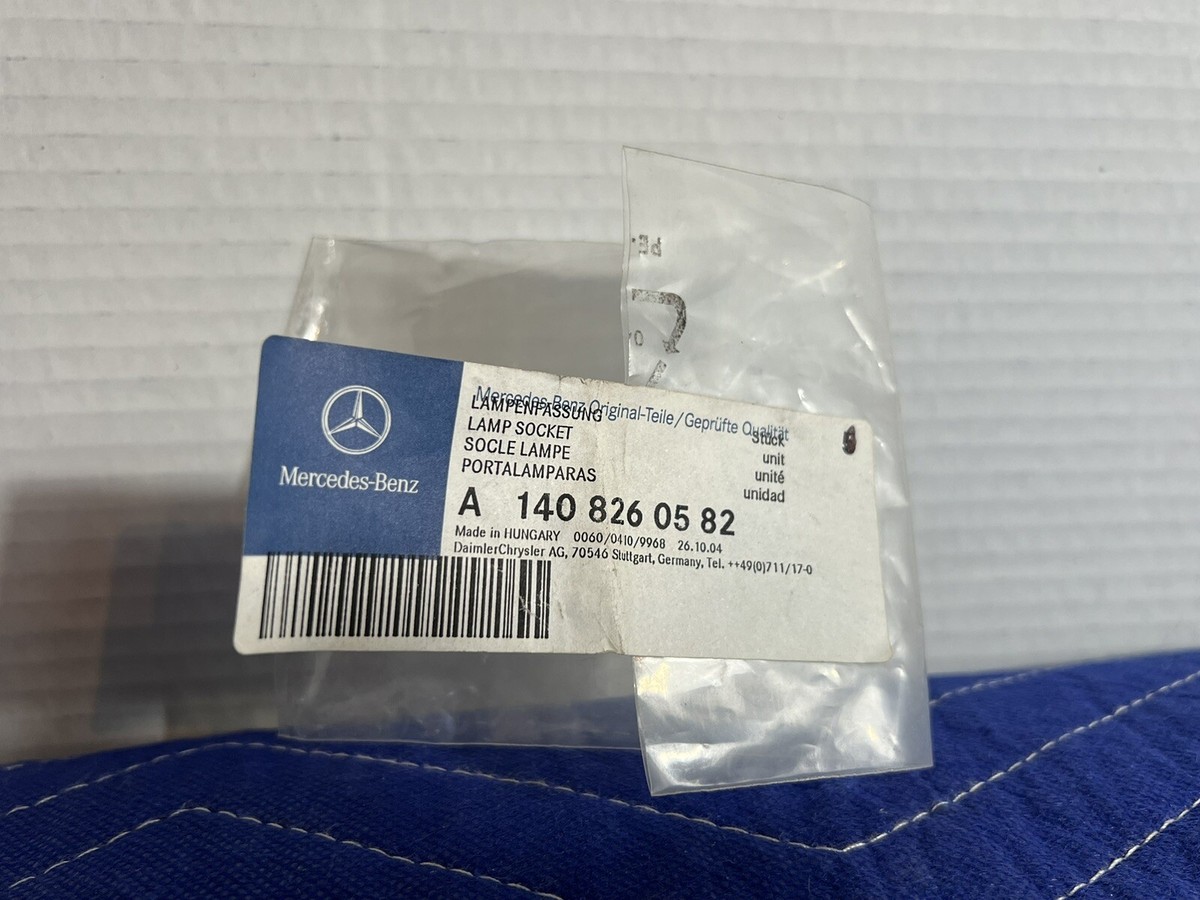 Mercedes-Benz
Mercedes-Benz Original-Teile/Geprüfte Qualität
LAMPENFASSUNG
LAMP SOCKET
SOCLE LAMPE
PORTALAMPARAS
Stück
unit
unité
unidad
A 140 826 05 82
Made in HUNGARY 0060/0410/9968 26.10.04
DaimlerChrysler AG, 70546 Stuttgart, Germany, Tel. ++49(0)711/17-0